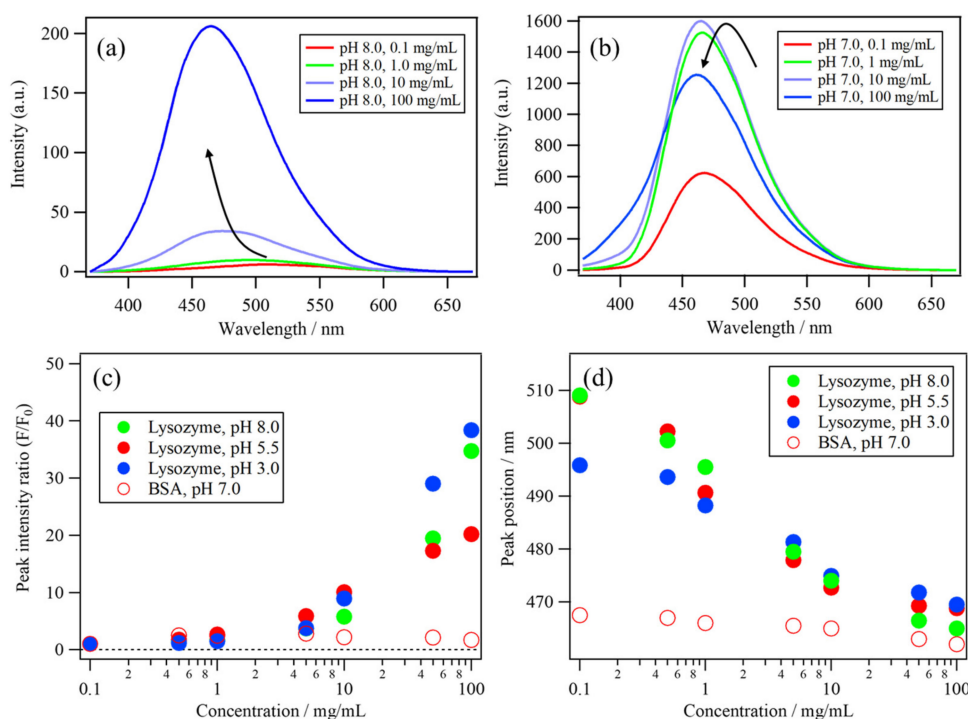 (a)
pH 8.0, 0.1 mg/mL
pH 8.0, 1.0 mg/mL
pH 8.0, 10 mg/mL
pH 8.0, 100 mg/mL
Intensity (a.u.)
200
150
100
50
0
400 450 500 550 600 650
Wavelength / nm
(b)
pH 7.0, 0.1 mg/mL
pH 7.0, 1 mg/mL
pH 7.0, 10 mg/mL
pH 7.0, 100 mg/mL
Intensity (a.u.)
1600
1400
1200
1000
800
600
400
200
0
400 450 500 550 600 650
Wavelength / nm
(c)
Lysozyme, pH 8.0
Lysozyme, pH 5.5
Lysozyme, pH 3.0
BSA, pH 7.0
Peak intensity ratio (F/F0)
50
40
30
20
10
0
0.1 2 4 6 8 1 2 4 6 8 10 2 4 6 8 100
Concentration / mg/mL
(d)
Lysozyme, pH 8.0
Lysozyme, pH 5.5
Lysozyme, pH 3.0
BSA, pH 7.0
Peak position / nm
510
500
490
480
470
0.1 2 4 6 8 1 2 4 6 8 10 2 4 6 8 100
Concentration / mg/mL